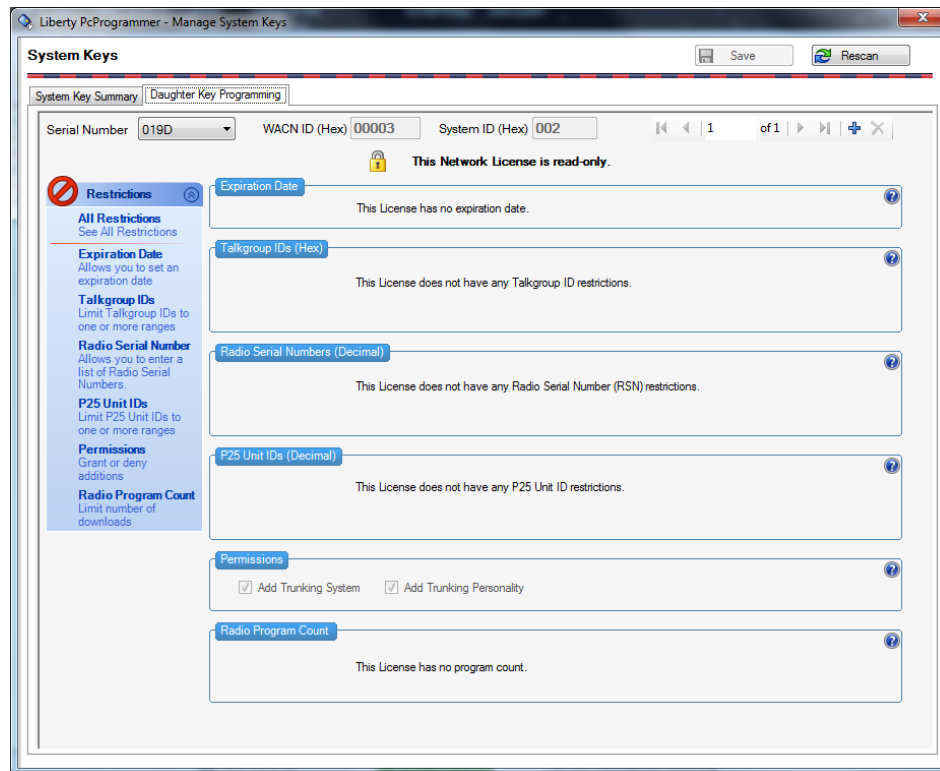 Liberty PcProgrammer - Manage System Keys
System Keys
Save
Rescan
System Key Summary
Daughter Key Programming
Serial Number 019D
WACN ID (Hex) 00003
System ID (Hex) 002
1 of 1
This Network License is read-only.
Restrictions
All Restrictions
See All Restrictions
Expiration Date
Allows you to set an
expiration date
Talkgroup IDs
Limit Talkgroup IDs to
one or more ranges
Radio Serial Number
Allows you to enter a
list of Radio Serial
Numbers.
P25 Unit IDs
Limit P25 Unit IDs to
one or more ranges
Permissions
Grant or deny
additions
Radio Program Count
Limit number of
downloads
Expiration Date
This License has no expiration date.
Talkgroup IDs (Hex)
This License does not have any Talkgroup ID restrictions.
Radio Serial Numbers (Decimal)
This License does not have any Radio Serial Number (RSN) restrictions.
P25 Unit IDs (Decimal)
This License does not have any P25 Unit ID restrictions.
Permissions
Add Trunking System
Add Trunking Personality
Radio Program Count
This License has no program count.